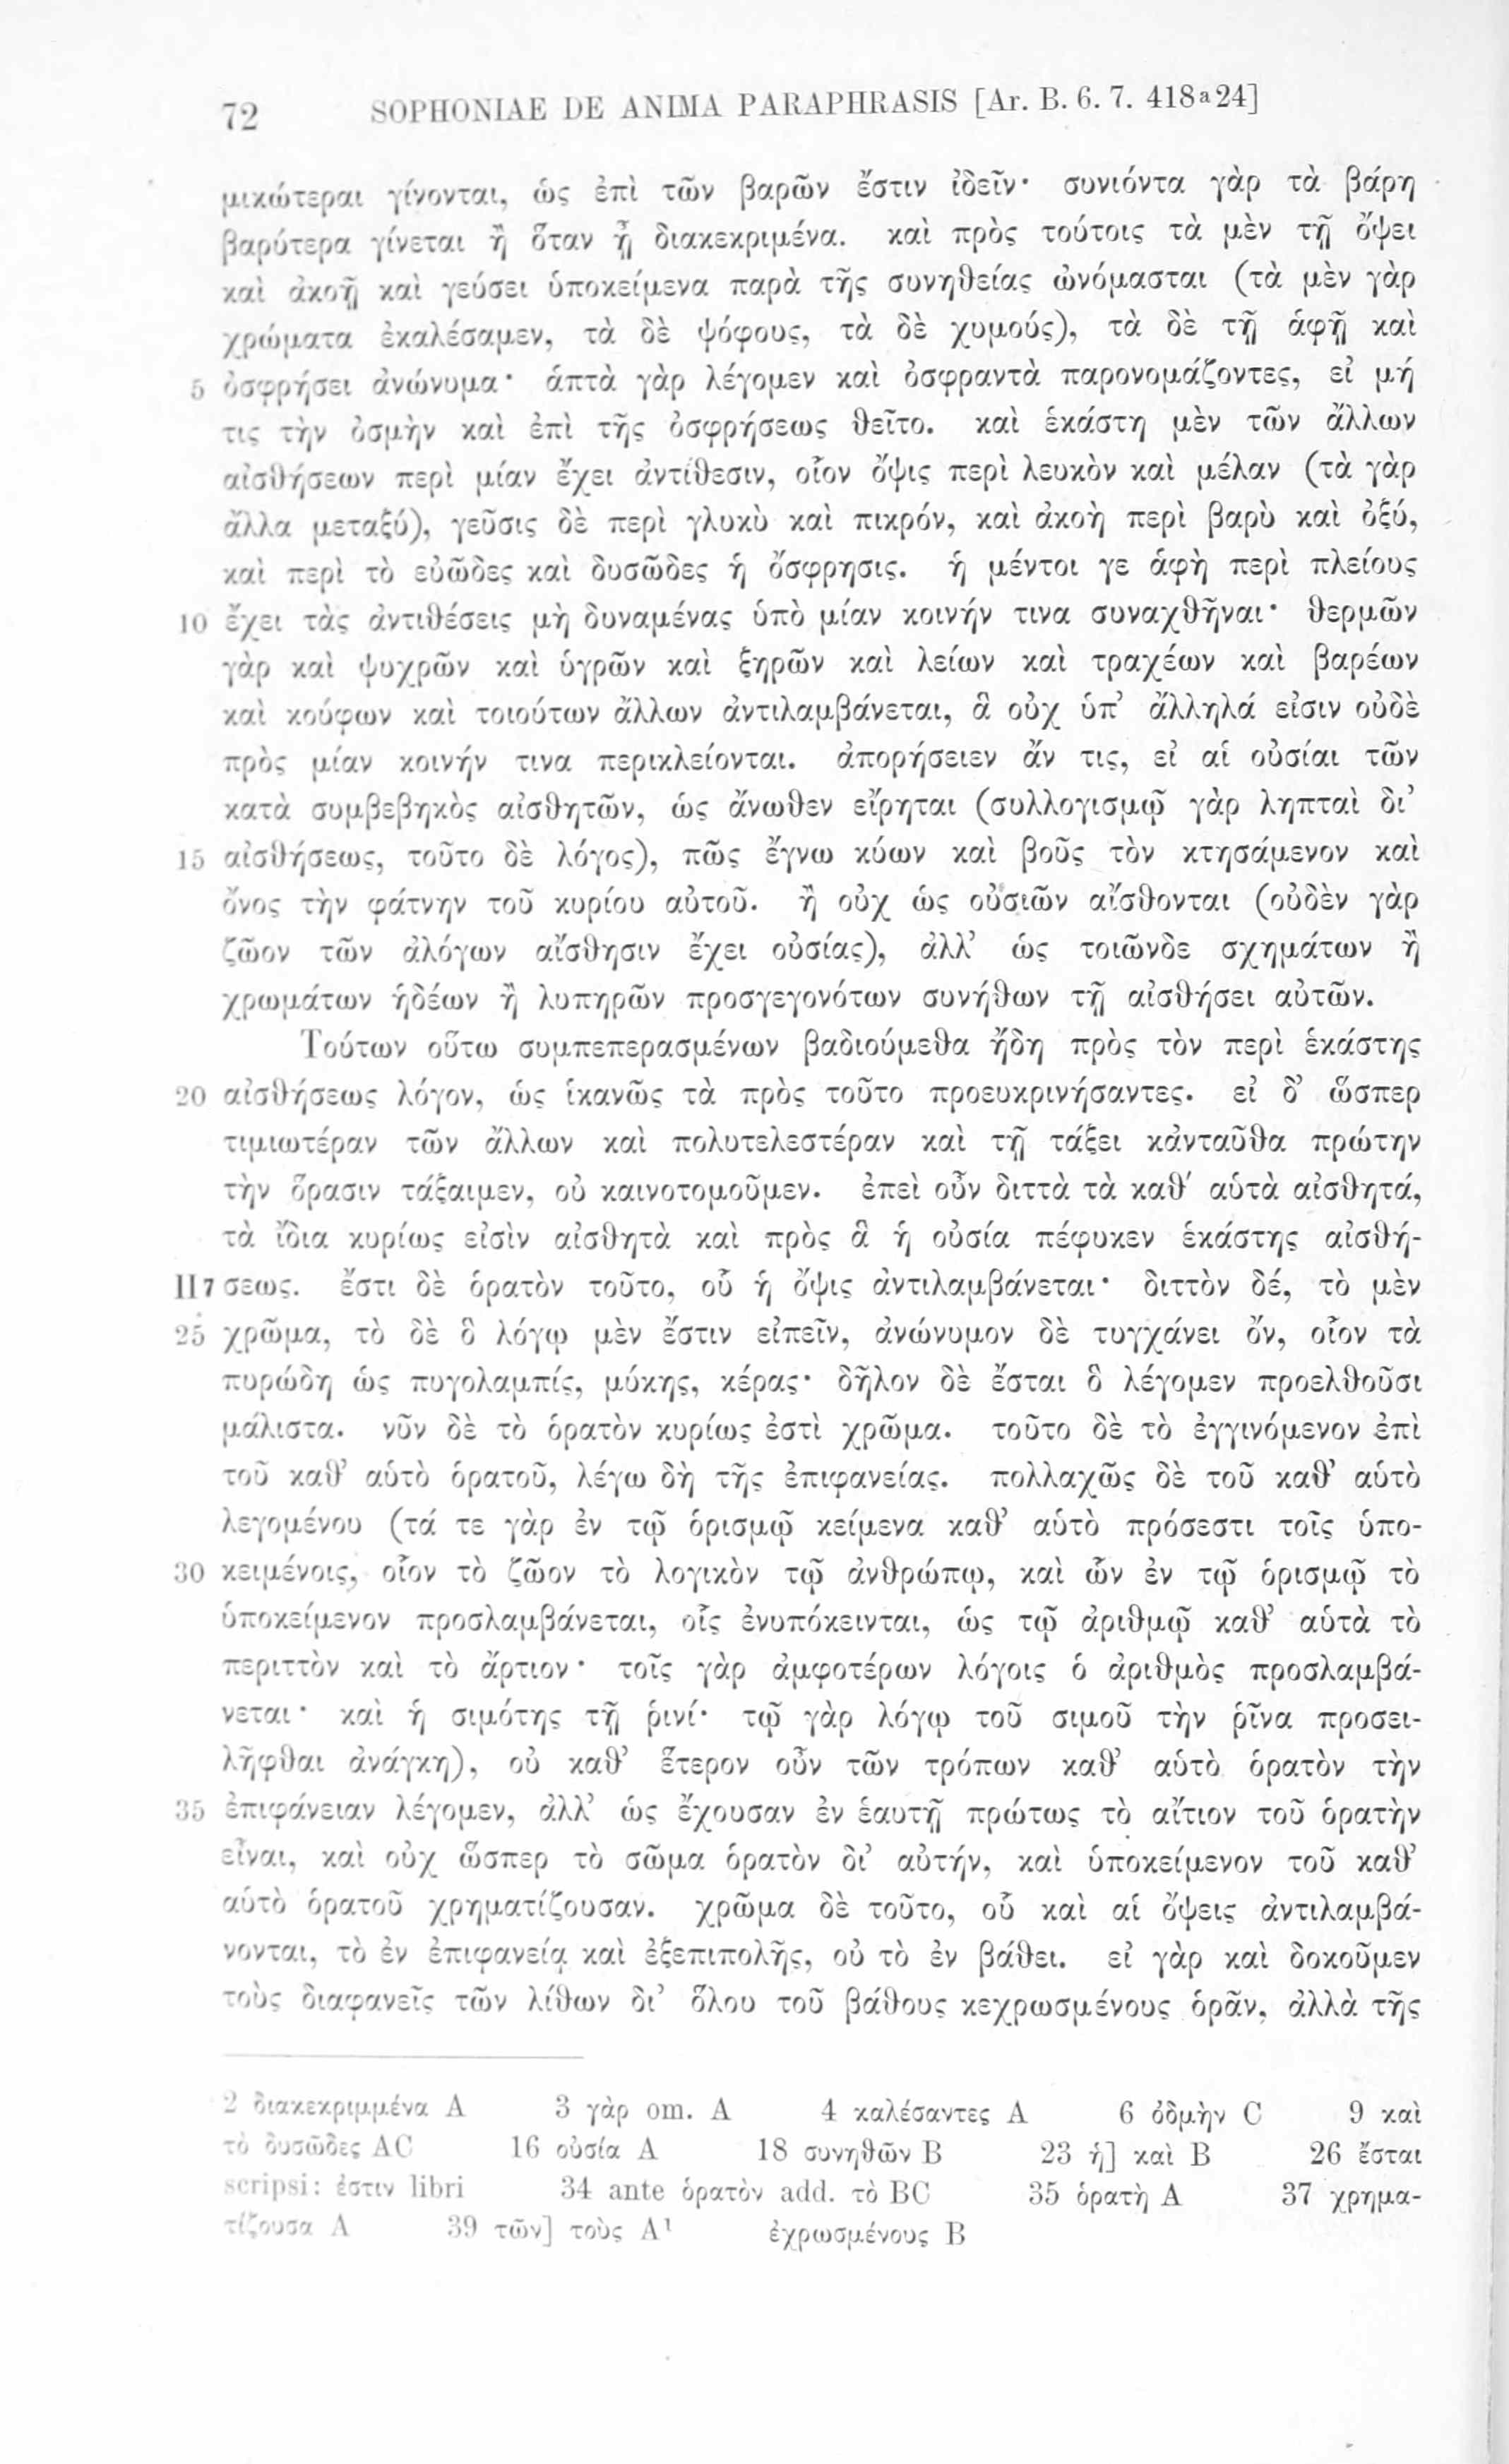 72 SOPHONIAE DE ANIMA PARAPHRASIS [Ar. B. 6. 7. 418a24]
μικώτεραι γίνονται, ὡς ἐπὶ τῶν βαρῶν ἔστιν ἰδεῖν· συνιόντα γὰρ τὰ βάρη
βαρύτερα γίνεται ἢ ὅταν ᾖ διακεκριμένα. καὶ πρὸς τούτοις τὰ μὲν τῇ ὄψει
καὶ ἀκοῇ καὶ γεύσει ὑποκείμενα παρὰ τῆς συνηθείας ὠνόμασται (τὰ μὲν γὰρ
χρώματα ἐκαλέσαμεν, τὰ δὲ ψόφους, τὰ δὲ χυμούς), τὰ δὲ τῇ ἁφῇ καὶ
5 ὀσφρήσει ἀνώνυμα· ἁπτὰ γὰρ λέγομεν καὶ ὀσφραντὰ παρονομάζοντες, εἰ μή
τις τὴν ὀσμὴν καὶ ἐπὶ τῆς ὀσφρήσεως θεῖτο. καὶ ἑκάστη μὲν τῶν ἄλλων
αἰσθήσεων περὶ μίαν ἔχει ἀντίθεσιν, οἷον ὄψις περὶ λευκὸν καὶ μέλαν (τὰ γὰρ
ἄλλα μεταξύ), γεῦσις δὲ περὶ γλυκὺ καὶ πικρόν, καὶ ἀκοὴ περὶ βαρὺ καὶ ὀξύ,
καὶ περὶ τὸ εὐῶδες καὶ δυσῶδες ἡ ὄσφρησις. ἡ μέντοι γε ἁφὴ περὶ πλείους
10 ἔχει τὰς ἀντιθέσεις μὴ δυναμένας ὑπὸ μίαν κοινήν τινα συναχθῆναι· θερμῶν
γὰρ καὶ ψυχρῶν καὶ ὑγρῶν καὶ ξηρῶν καὶ λείων καὶ τραχέων καὶ βαρέων
καὶ κούφων καὶ τοιούτων ἄλλων ἀντιλαμβάνεται, ἃ οὐχ ὑπ’ ἄλληλά εἰσιν οὐδὲ
πρὸς μίαν κοινήν τινα περικλείονται. ἀπορήσειεν ἄν τις, εἰ αἱ οὐσίαι τῶν
κατὰ συμβεβηκὸς αἰσθητῶν, ὡς ἄνωθεν εἴρηται (συλλογισμῷ γὰρ ληπταὶ δι’
15 αἰσθήσεως, τοῦτο δὲ λόγος), πῶς ἔγνω κύων καὶ βοῦς τὸν κτησάμενον καὶ
ὄνος τὴν φάτνην τοῦ κυρίου αὐτοῦ. ἢ οὐχ ὡς οὐσιῶν αἴσθονται (οὐδὲν γὰρ
ζῷον τῶν ἀλόγων αἴσθησιν ἔχει οὐσίας), ἀλλ’ ὡς τοιῶνδε σχημάτων ἢ
χρωμάτων ἡδέων ἢ λυπηρῶν προσγεγονότων συνήθων τῇ αἰσθήσει αὐτῶν.
Τούτων οὕτω συμπεπερασμένων βαδιούμεθα ἤδη πρὸς τὸν περὶ ἑκάστης
20 αἰσθήσεως λόγον, ὡς ἱκανῶς τὰ πρὸς τοῦτο προευκρινήσαντες. εἰ δ’ ὥσπερ
τιμιωτέραν τῶν ἄλλων καὶ πολυτελεστέραν καὶ τῇ τάξει κἀνταῦθα πρώτην
τὴν ὅρασιν τάξαιμεν, οὐ καινοτομοῦμεν. ἐπεὶ οὖν διττὰ τὰ καθ’ αὑτὰ αἰσθητά,
τὰ ἴδια κυρίως εἰσὶν αἰσθητὰ καὶ πρὸς ἃ ἡ οὐσία πέφυκεν ἑκάστης αἰσθή-
II 7 σεως. ἔστι δὲ ὁρατὸν τοῦτο, οὗ ἡ ὄψις ἀντιλαμβάνεται· διττὸν δέ, τὸ μὲν
25 χρῶμα, τὸ δὲ ὃ λόγῳ μὲν ἔστιν εἰπεῖν, ἀνώνυμον δὲ τυγχάνει ὄν, οἷον τὰ
πυρώδη ὡς πυγολαμπίς, μύκης, κέρας· δῆλον δὲ ἔσται ὃ λέγομεν προελθοῦσι
μάλιστα. νῦν δὲ τὸ ὁρατὸν κυρίως ἐστὶ χρῶμα. τοῦτο δὲ τὸ ἐγγινόμενον ἐπὶ
τοῦ καθ’ αὑτὸ ὁρατοῦ, λέγω δὴ τῆς ἐπιφανείας. πολλαχῶς δὲ τοῦ καθ’ αὑτὸ
λεγομένου (τά τε γὰρ ἐν τῷ ὁρισμῷ κείμενα καθ’ αὑτὸ πρόσεστι τοῖς ὑπο-
30 κειμένοις, οἷον τὸ ζῷον τὸ λογικὸν τῷ ἀνθρώπῳ, καὶ ὧν ἐν τῷ ὁρισμῷ τὸ
ὑποκείμενον προσλαμβάνεται, οἷς ἐνυπόκεινται, ὡς τῷ ἀριθμῷ καθ’ αὑτὰ τὸ
περιττὸν καὶ τὸ ἄρτιον· τοῖς γὰρ ἀμφοτέρων λόγοις ὁ ἀριθμὸς προσλαμβά-
νεται· καὶ ἡ σιμότης τῇ ῥινί· τῷ γὰρ λόγῳ τοῦ σιμοῦ τὴν ῥῖνα προσει-
λῆφθαι ἀνάγκη), οὐ καθ’ ἕτερον οὖν τῶν τρόπων καθ’ αὑτὸ ὁρατὸν τὴν
35 ἐπιφάνειαν λέγομεν, ἀλλ’ ὡς ἔχουσαν ἐν ἑαυτῇ πρώτως τὸ αἴτιον τοῦ ὁρατὴν
εἶναι, καὶ οὐχ ὥσπερ τὸ σῶμα ὁρατὸν δι’ αὐτήν, καὶ ὑποκείμενον τοῦ καθ’
αὑτὸ ὁρατοῦ χρηματίζουσαν. χρῶμα δὲ τοῦτο, οὗ καὶ αἱ ὄψεις ἀντιλαμβά-
νονται, τὸ ἐν ἐπιφανείᾳ καὶ ἐξεπιπολῆς, οὐ τὸ ἐν βάθει. εἰ γὰρ καὶ δοκοῦμεν
τοὺς διαφανεῖς τῶν λίθων δι’ ὅλου τοῦ βάθους κεχρωσμένους ὁρᾶν, ἀλλὰ τῆς
2 διακεκριμμένα A 3 γὰρ om. A 4 καλέσαντες A 6 ὀδμὴν C 9 καὶ
τὸ δυσῶδες AC 16 οὐσία A 18 συνηθῶν B 23 ἡ] καὶ B 26 ἔσται
scripsi: ἐστιν libri 34 ante ὁρατὸν add. τὸ BC 35 ὁρατὴ A 37 χρημα-
τίζουσα A 39 τῶν] τοὺς A¹ ἐχρωσμένους B